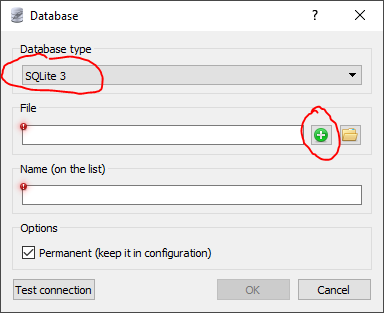 Database
?
Database type
SQLite 3
File
Name (on the list)
Options
Permanent (keep it in configuration)
Test connection
OK
Cancel